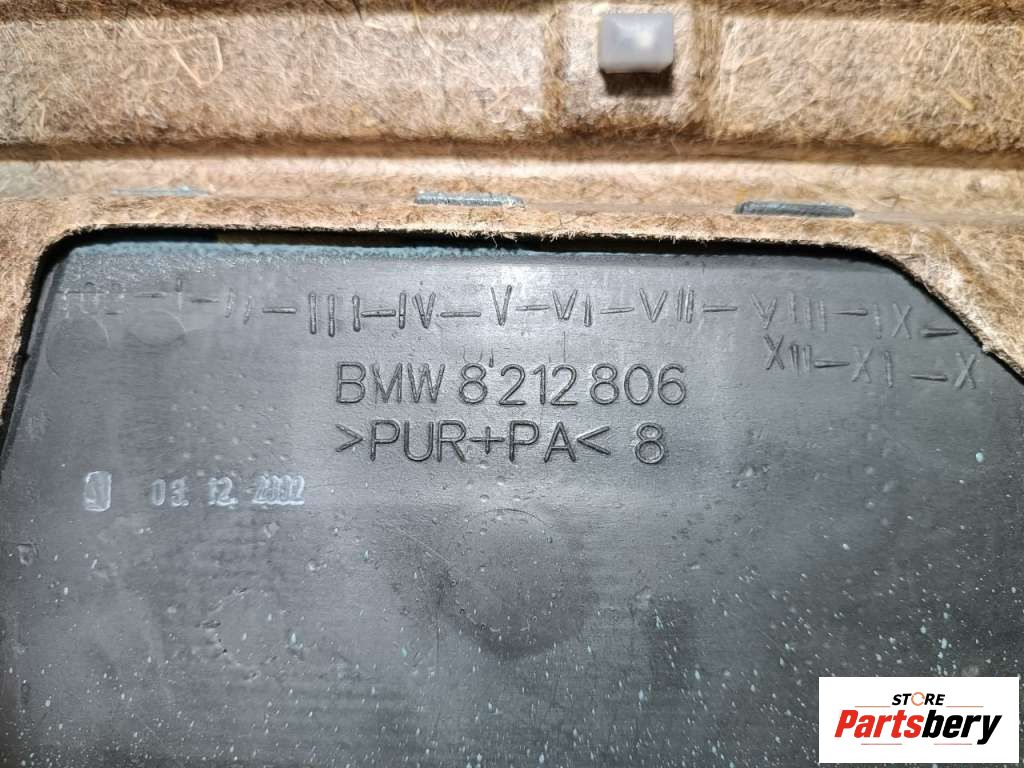 I-II-III-IV-V-VI-VII-VIII-IX-
XII-XI-X
BMW 8 212 806
>PUR+PA< 8
03 12 2002
STORE
Partsbery